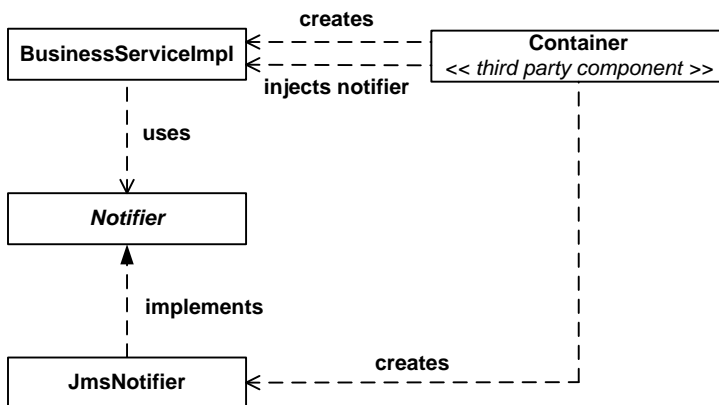 creates
BusinessServiceImpl
Container
<< third party component >>
injects notifier
uses
Notifier
implements
JmsNotifier
creates